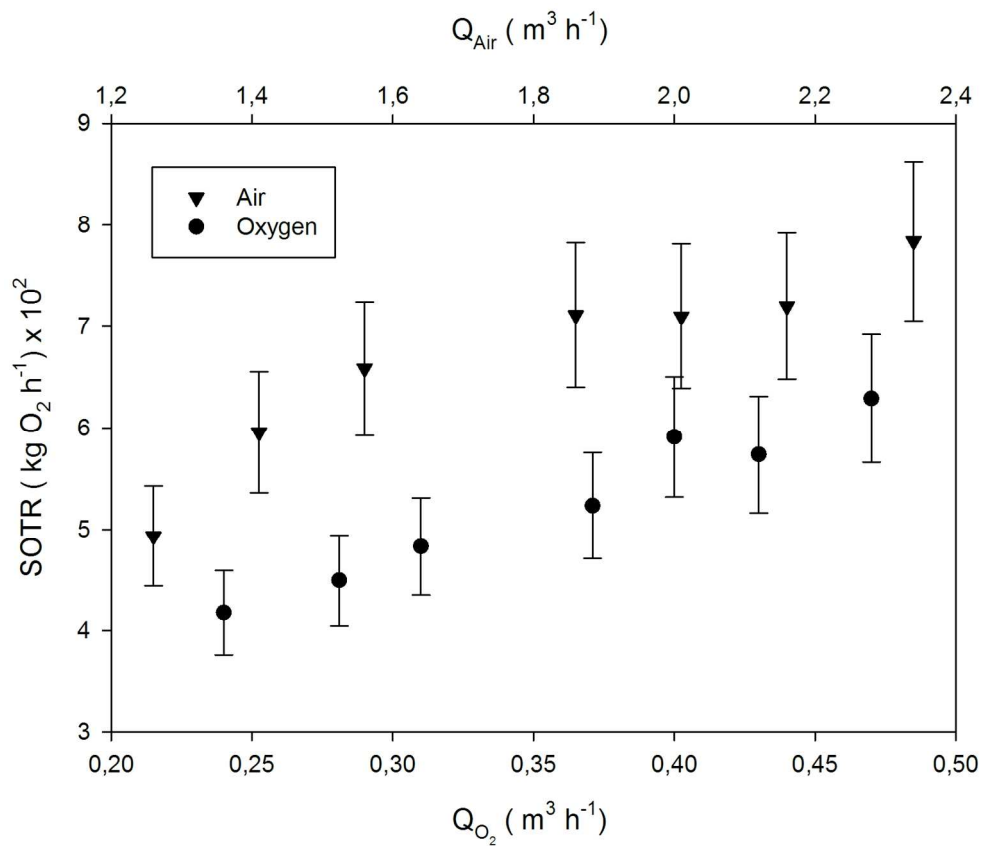 Q_Air ( m³ h⁻¹)
1,2 1,4 1,6 1,8 2,0 2,2 2,4
Air
Oxygen
SOTR ( kg O₂ h⁻¹) x 10²
9
8
7
6
5
4
3
0,20 0,25 0,30 0,35 0,40 0,45 0,50
Q_O₂ ( m³ h⁻¹)